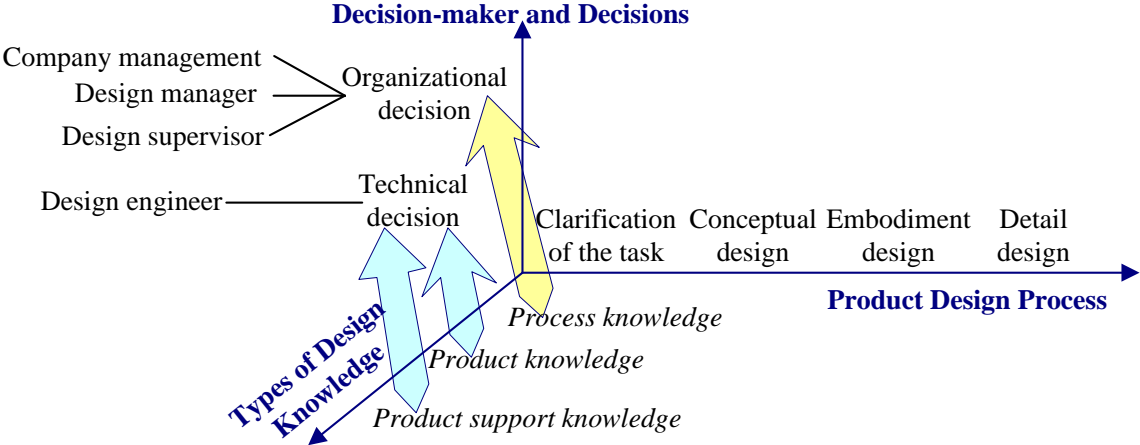 Decision-maker and Decisions
Company management
Design manager
Design supervisor
Organizational
decision
Design engineer
Technical
decision
Clarification
of the task
Conceptual
design
Embodiment
design
Detail
design
Product Design Process
Process knowledge
Product knowledge
Product support knowledge
Types of Design
Knowledge